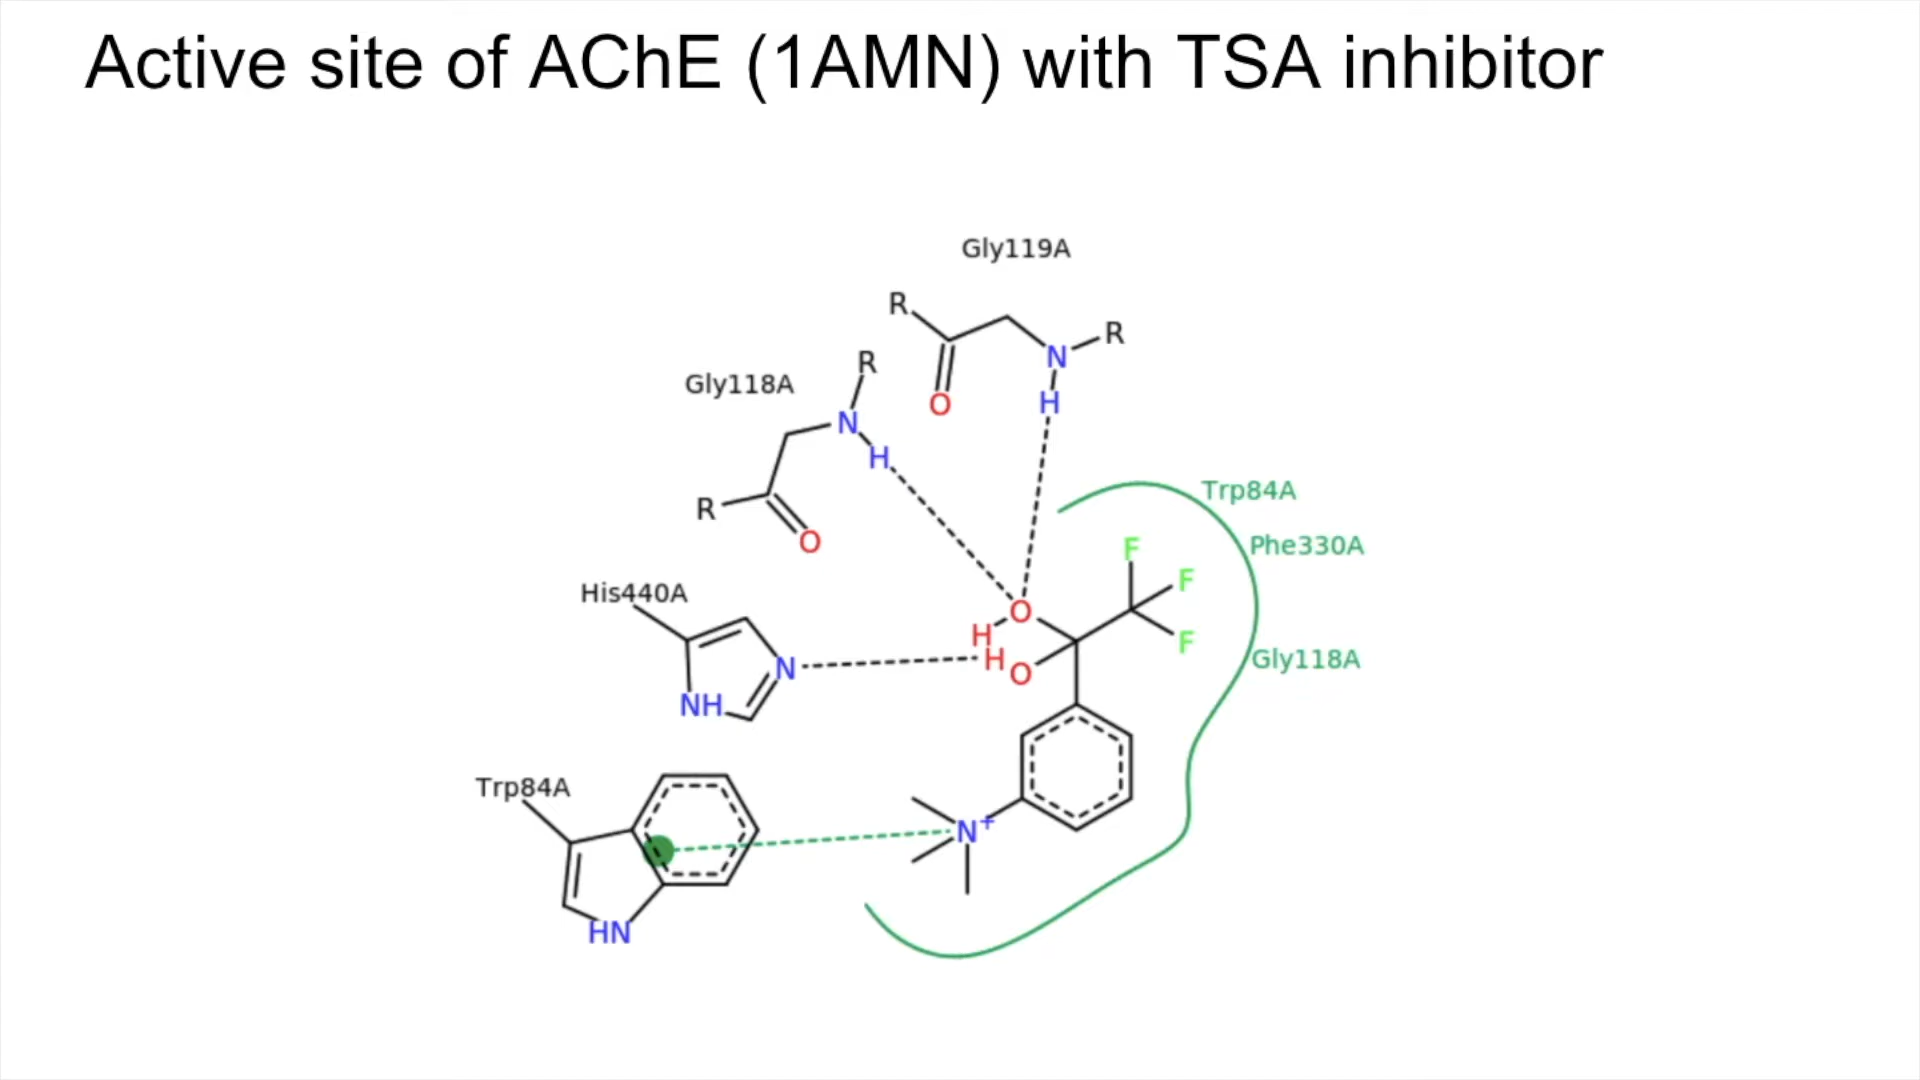 Active site of AChE (1AMN) with TSA inhibitor
Gly119A
R
R
N
H
O
R
Gly118A
N
H
R
O
Trp84A
Phe330A
F
F
F
Gly118A
His440A
O
H
H
O
N
NH
Trp84A
N+
HN